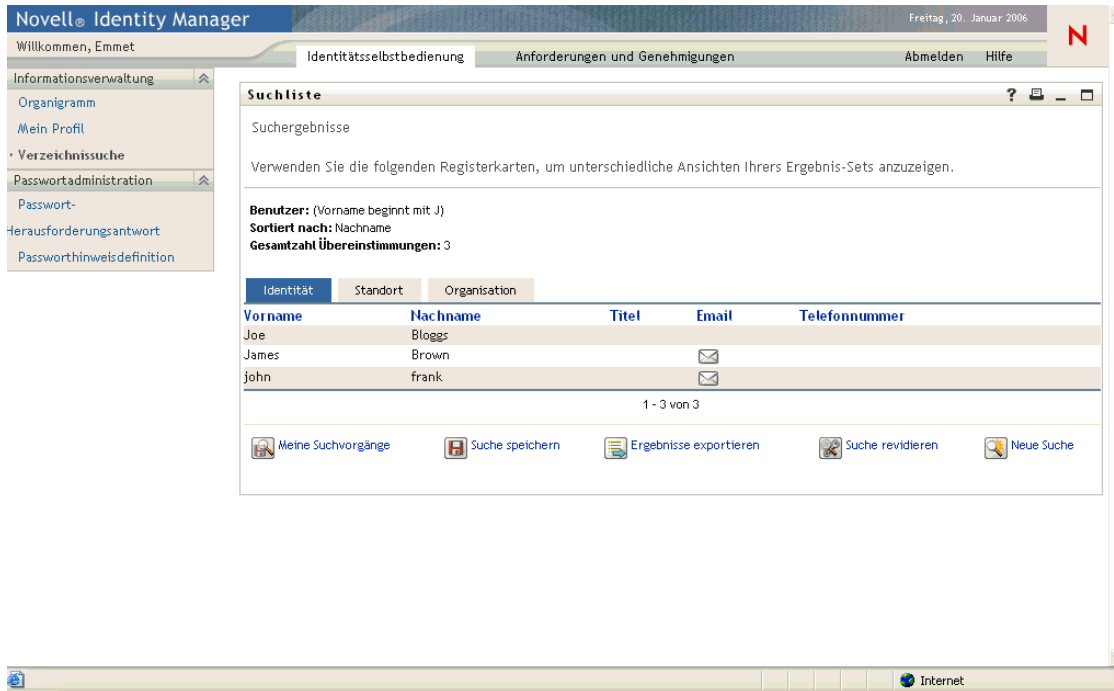 Novell® Identity Manager
Freitag, 20. Januar 2006
N
Willkommen, Emmet
Identitätsselbstbedienung
Anforderungen und Genehmigungen
Abmelden
Hilfe
Informationsverwaltung
Organigramm
Mein Profil
· Verzeichnissuche
Passwortadministration
Passwort-
Herausforderungsantwort
Passworthinweisdefinition
Suchliste
?
Suchergebnisse
Verwenden Sie die folgenden Registerkarten, um unterschiedliche Ansichten Ihres Ergebnis-Sets anzuzeigen.
Benutzer: (Vorname beginnt mit J)
Sortiert nach: Nachname
Gesamtzahl Übereinstimmungen: 3
Identität Standort Organisation
Vorname Nachname Titel Email Telefonnummer
Joe Bloggs
James Brown
john frank
1 - 3 von 3
Meine Suchvorgänge Suche speichern Ergebnisse exportieren Suche revidieren Neue Suche
Internet